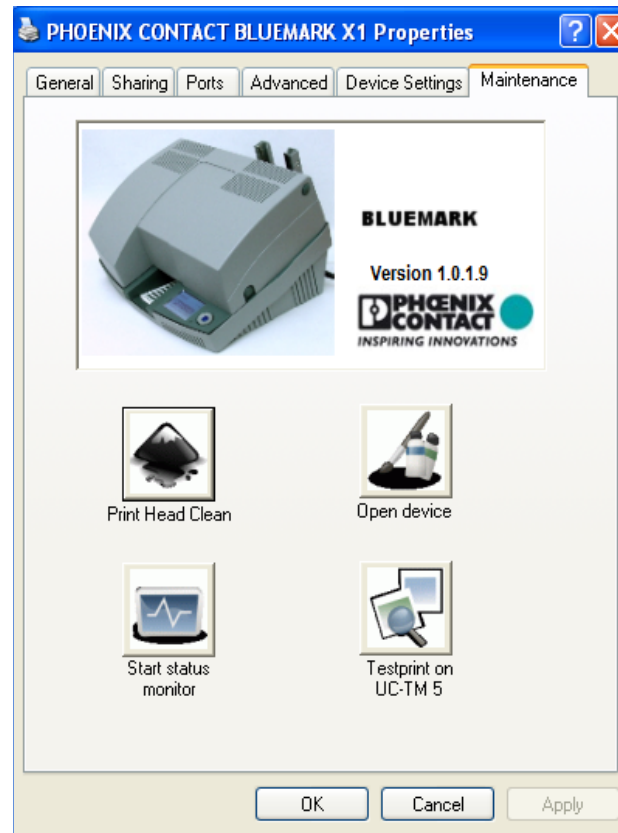 PHOENIX CONTACT BLUEMARK X1 Properties
General Sharing Ports Advanced Device Settings Maintenance
BLUEMARK
Version 1.0.1.9
PHŒNIX
CONTACT
INSPIRING INNOVATIONS
Print Head Clean
Open device
Start status
monitor
Testprint on
UC-TM 5
OK Cancel Apply